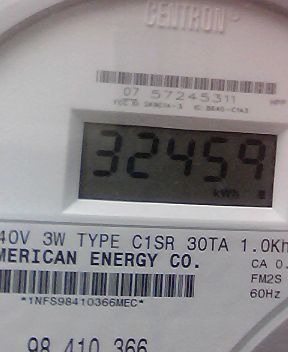 CENTRON
07 57245311
32459
kWh
40V 3W TYPE C1SR 30TA 1.0Kh
MERICAN ENERGY CO.
CA 0.
FM2S
60Hz
*1NFS98410366MEC*
98 410 366